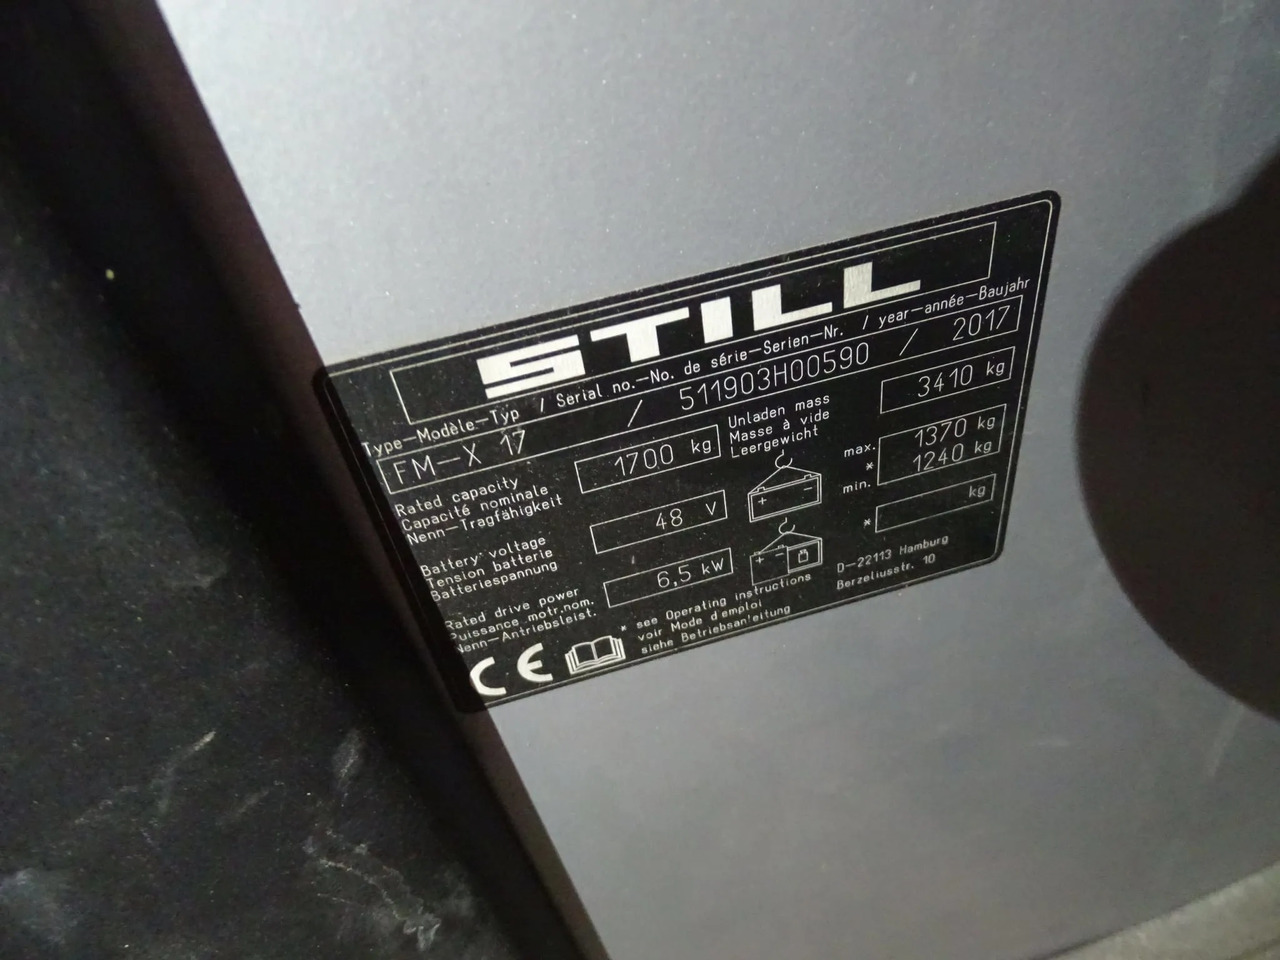 STILL
Type-Modèle-Typ / Serial no.-No. de série-Serien-Nr. / year-année-Baujahr
FM-X 17 / 511903H00590 / 2017
Rated capacity
Capacité nominale
Nenn-Tragfähigkeit
1700 kg
Unladen mass
Masse à vide
Leergewicht
3410 kg
Battery voltage
Tension batterie
Batteriespannung
48 V
+ -
max. 1370 kg
*
min. 1240 kg
Rated drive power
Puissance motr.nom.
Nenn-Antriebsleist.
6,5 kW
+ -
* kg
CE
* see Operating instructions
voir Mode d'emploi
siehe Betriebsanleitung
D-22113 Hamburg
Berzeliusstr. 10